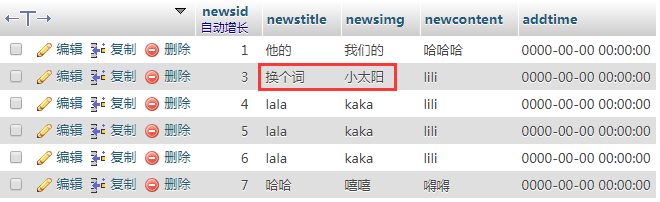 ←T→ newsid newstitle newsimg newcontent addtime
自动增长
编辑 复制 删除 1 他的 我们的 哈哈哈 0000-00-00 00:00:00
编辑 复制 删除 3 换个词 小太阳 lili 0000-00-00 00:00:00
编辑 复制 删除 4 lala kaka lili 0000-00-00 00:00:00
编辑 复制 删除 5 lala kaka lili 0000-00-00 00:00:00
编辑 复制 删除 6 lala kaka lili 0000-00-00 00:00:00
编辑 复制 删除 7 哈哈 嘻嘻 嘚嘚 0000-00-00 00:00:00